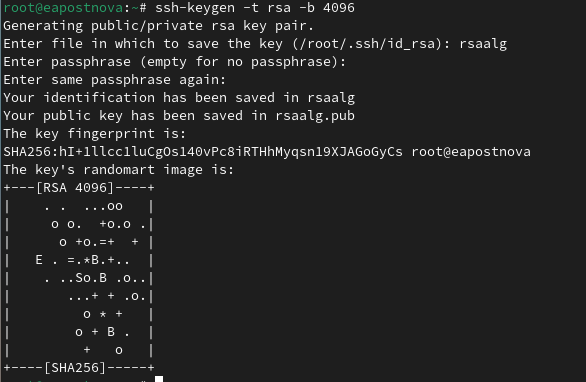 root@eapostnova:~# ssh-keygen -t rsa -b 4096
Generating public/private rsa key pair.
Enter file in which to save the key (/root/.ssh/id_rsa): rsaalg
Enter passphrase (empty for no passphrase):
Enter same passphrase again:
Your identification has been saved in rsaalg
Your public key has been saved in rsaalg.pub
The key fingerprint is:
SHA256:hI+1llcc1luCgOs140vPc8iRTHhMyqsn19XJAGoGyCs root@eapostnova
The key's randomart image is:
+---[RSA 4096]----+
|    . .  ...oo   |
|     o o.  +o.o .|
|      o +o.=+  + |
|   E . =.*B.+..  |
|    . ..So.B .o..|
|       ...+ + .o.|
|         o * +   |
|        o + B .  |
|         +   o   |
+----[SHA256]-----+